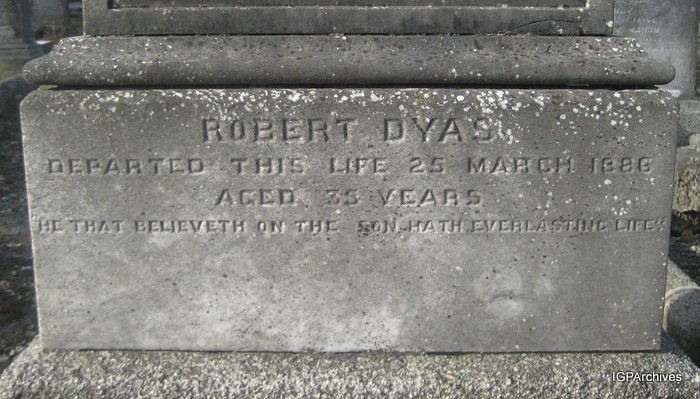 ROBERT DYAS
DEPARTED THIS LIFE 25 MARCH 1886
AGED 35 YEARS
"HE THAT BELIEVETH ON THE SON HATH EVERLASTING LIFE"
MAHON
IGPArchives